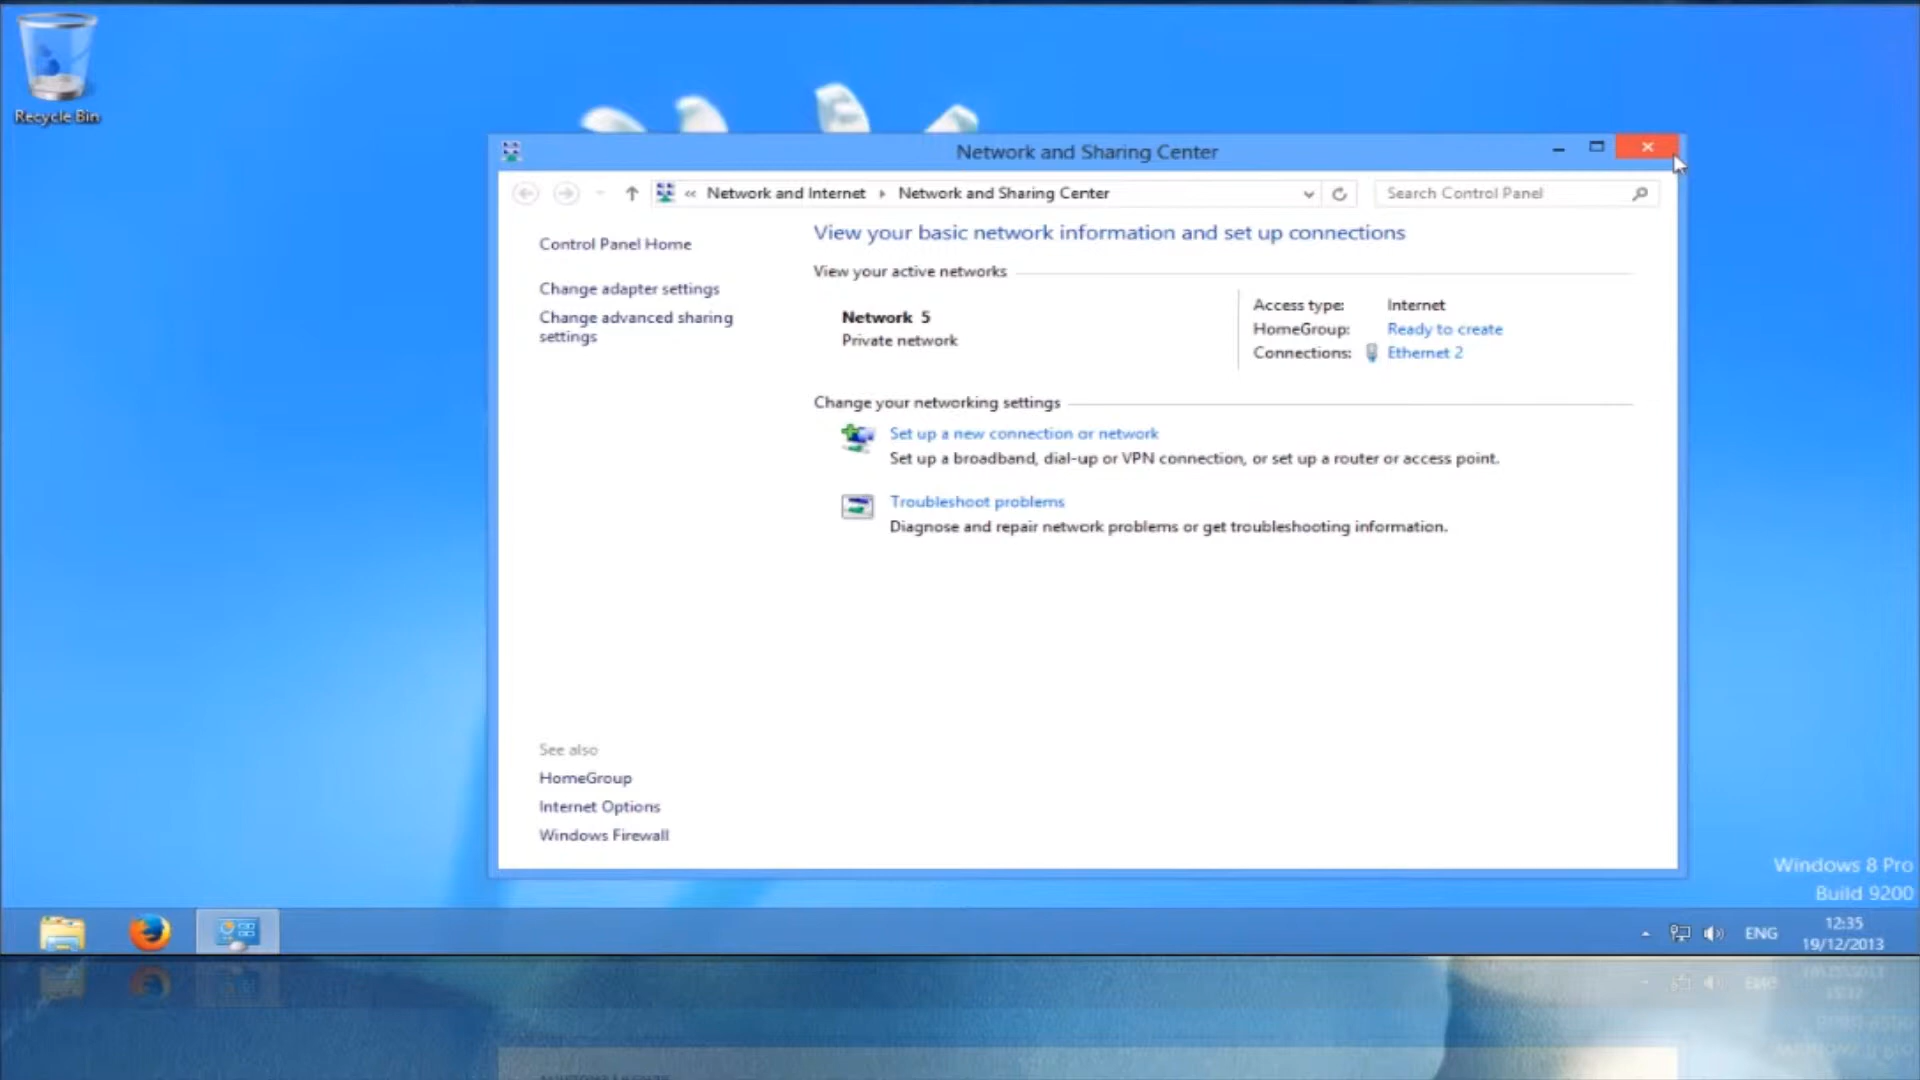 Recycle Bin
Network and Sharing Center
« Network and Internet Network and Sharing Center
Search Control Panel
Control Panel Home
Change adapter settings
Change advanced sharing
settings
View your basic network information and set up connections
View your active networks
Network 5
Private network
Access type: Internet
HomeGroup: Ready to create
Connections: Ethernet 2
Change your networking settings
Set up a new connection or network
Set up a broadband, dial-up or VPN connection, or set up a router or access point.
Troubleshoot problems
Diagnose and repair network problems or get troubleshooting information.
See also
HomeGroup
Internet Options
Windows Firewall
Windows 8 Pro
Build 9200
ENG
12:35
19/12/2013